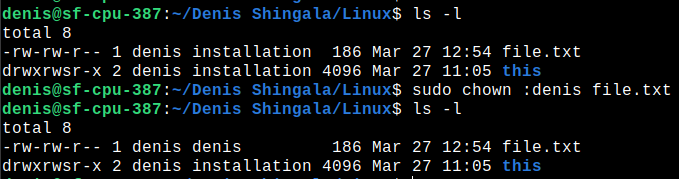 denis@sf-cpu-387:~/Denis Shingala/Linux$ ls -l
total 8
-rw-rw-r-- 1 denis installation  186 Mar 27 12:54 file.txt
drwxrwsr-x 2 denis installation 4096 Mar 27 11:05 this
denis@sf-cpu-387:~/Denis Shingala/Linux$ sudo chown :denis file.txt
denis@sf-cpu-387:~/Denis Shingala/Linux$ ls -l
total 8
-rw-rw-r-- 1 denis denis         186 Mar 27 12:54 file.txt
drwxrwsr-x 2 denis installation 4096 Mar 27 11:05 this